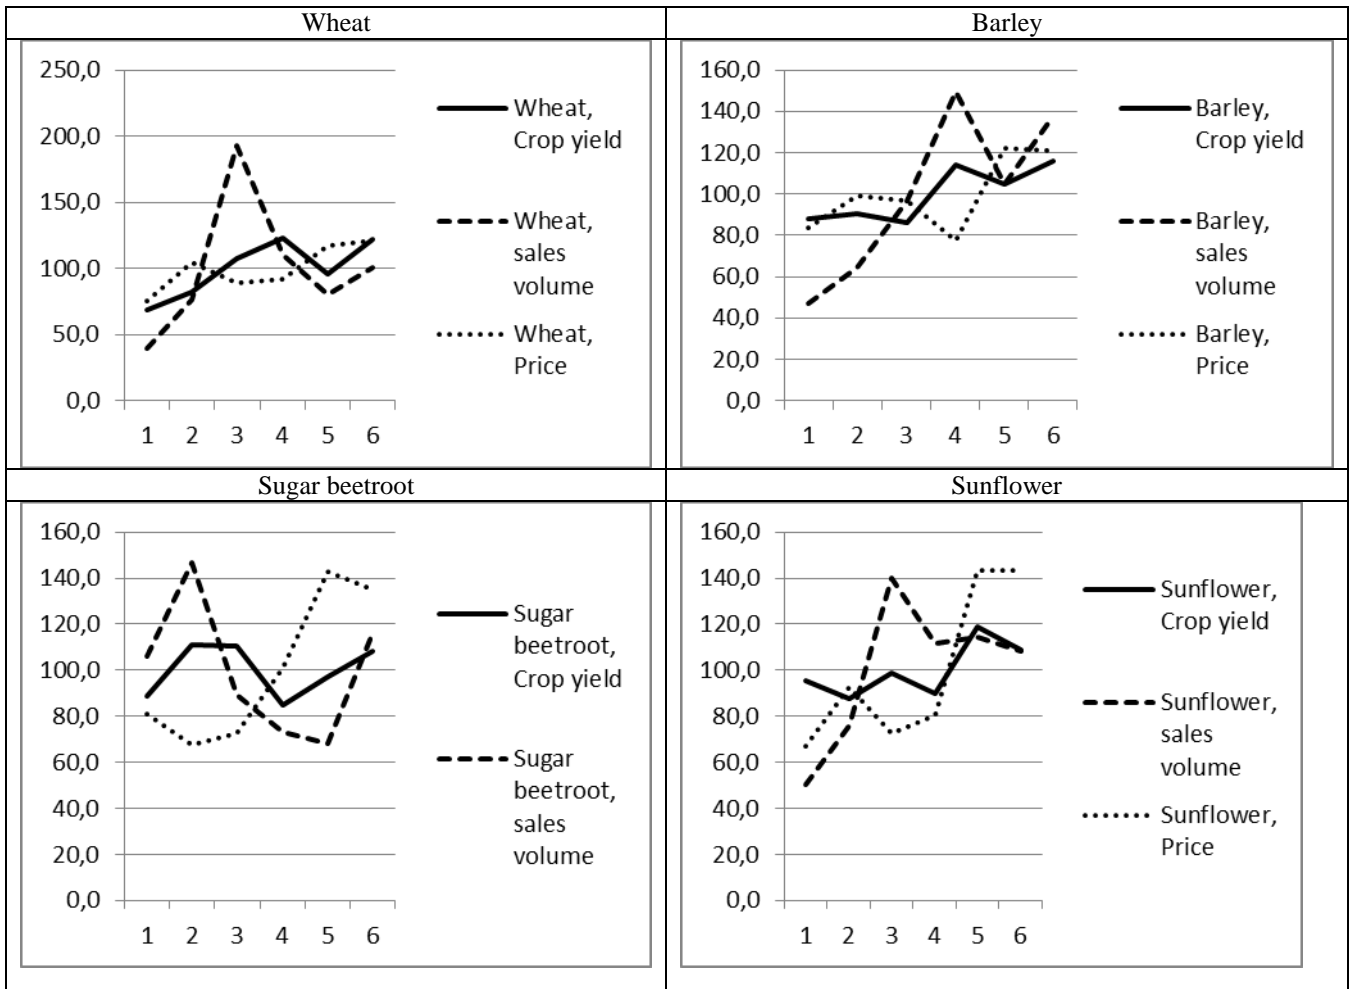 Wheat
250,0
200,0
150,0
100,0
50,0
0,0
1 2 3 4 5 6
Wheat,
Crop yield
Wheat,
sales
volume
Wheat,
Price
Barley
160,0
140,0
120,0
100,0
80,0
60,0
40,0
20,0
0,0
1 2 3 4 5 6
Barley,
Crop yield
Barley,
sales
volume
Barley,
Price
Sugar beetroot
160,0
140,0
120,0
100,0
80,0
60,0
40,0
20,0
0,0
1 2 3 4 5 6
Sugar
beetroot,
Crop yield
Sugar
beetroot,
sales
volume
Sunflower
160,0
140,0
120,0
100,0
80,0
60,0
40,0
20,0
0,0
1 2 3 4 5 6
Sunflower,
Crop yield
Sunflower,
sales
volume
Sunflower,
Price